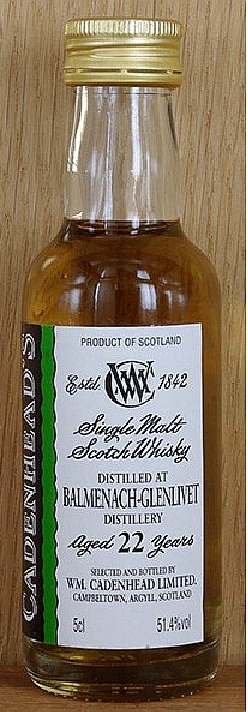 CADENHEAD'S
PRODUCT OF SCOTLAND
Estd. WC 1842
Single Malt
Scotch Whisky
DISTILLED AT
BALMENACH-GLENLIVET
DISTILLERY
Aged 22 Years
SELECTED AND BOTTLED BY
WM. CADENHEAD LIMITED.
CAMPBELTOWN, ARGYLL, SCOTLAND
5cl 51.4%vol